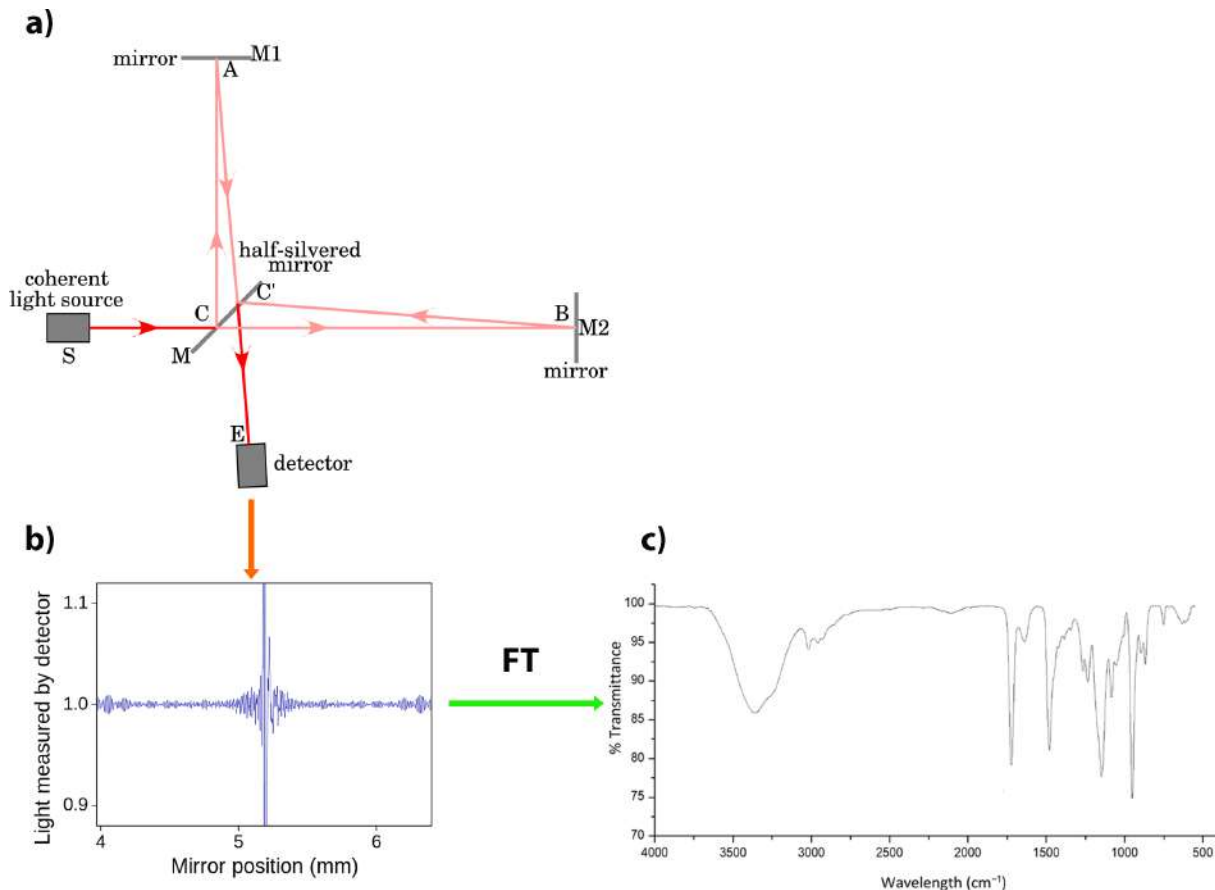 a)
mirror
M1
A
half-silvered
mirror
coherent
light source
C
C'
B
S
M
M2
mirror
E
detector
b)
c)
1.1
1.0
0.9
Light measured by detector
4
5
6
Mirror position (mm)
FT
100
95
90
85
80
75
70
% Transmittance
4000
3500
3000
2500
2000
1500
1000
500
Wavelength (cm⁻¹)